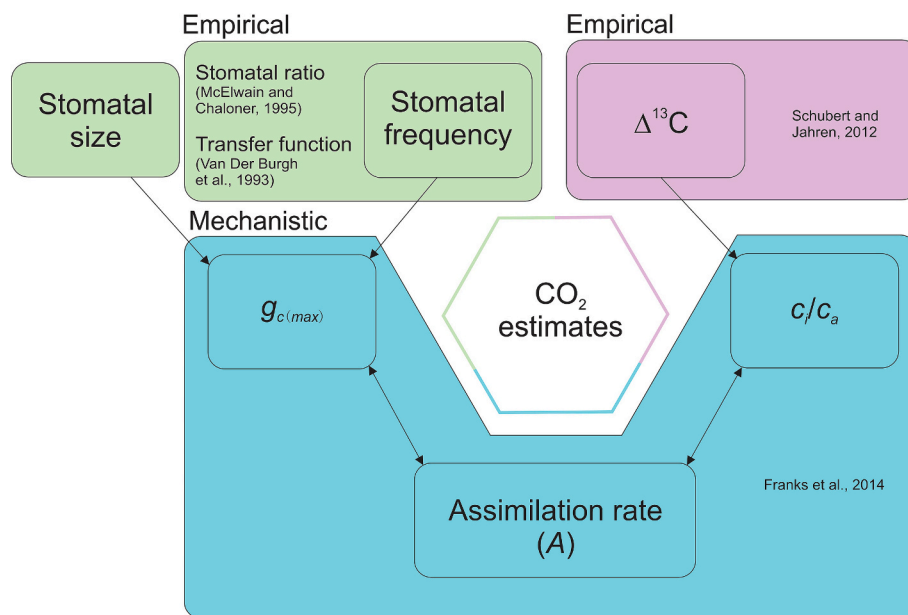 Empirical
Empirical
Stomatal
size
Stomatal ratio
(McElwain and
Chaloner, 1995)
Transfer function
(Van Der Burgh
et al., 1993)
Stomatal
frequency
Δ¹³C
Schubert and
Jahren, 2012
Mechanistic
g꜀₍ₘₐₓ₎
CO₂
estimates
cᵢ/cₐ
Assimilation rate
(A)
Franks et al., 2014